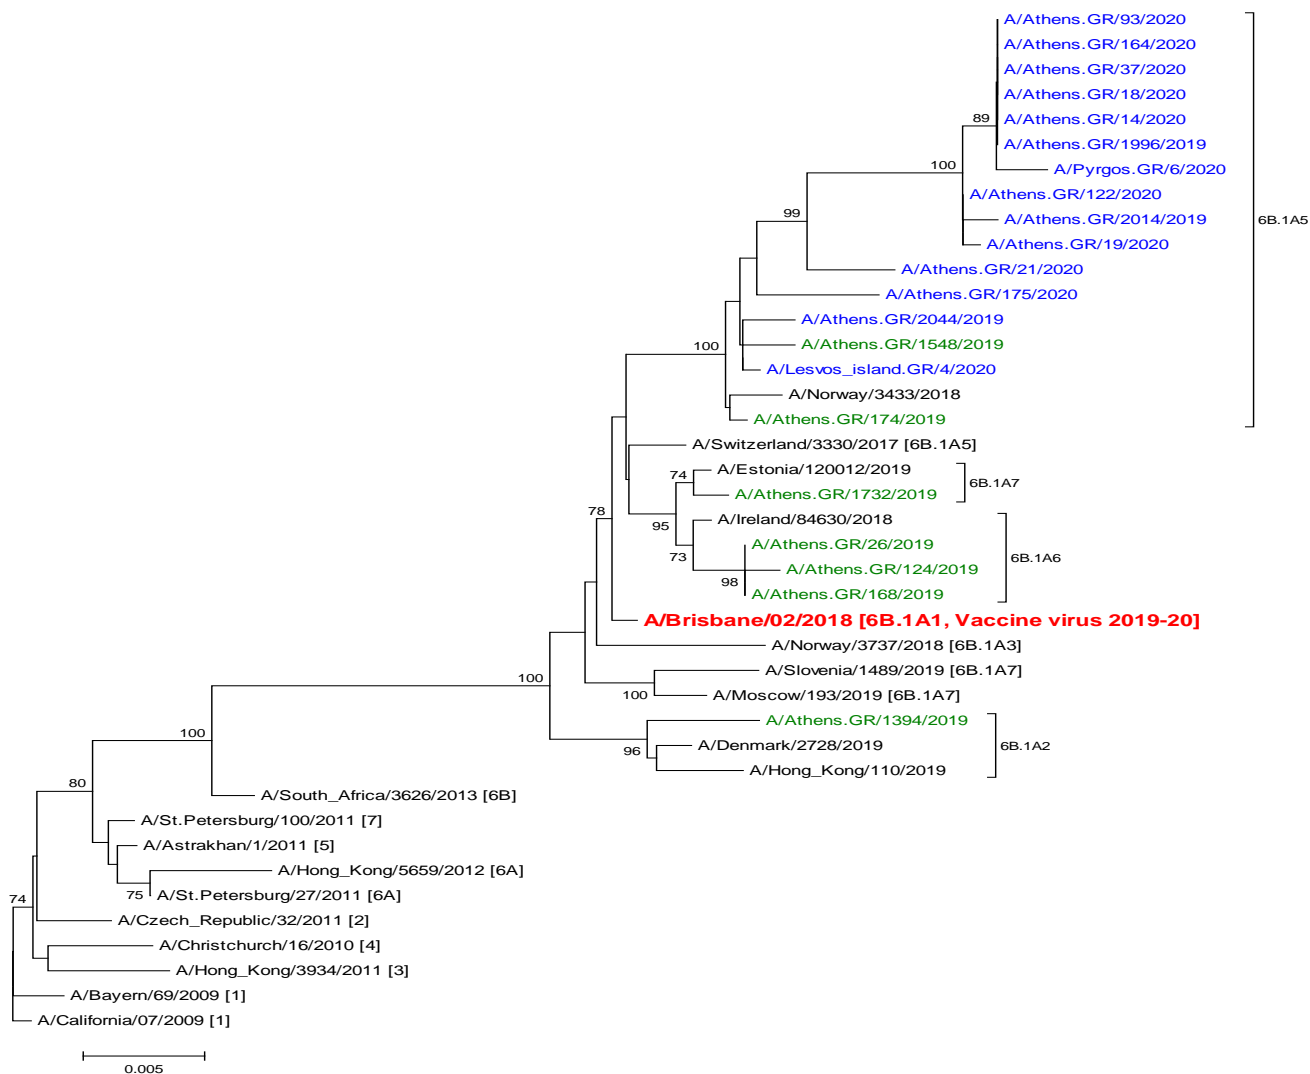 A/Athens.GR/93/2020
A/Athens.GR/164/2020
A/Athens.GR/37/2020
A/Athens.GR/18/2020
89
A/Athens.GR/14/2020
A/Athens.GR/1996/2019
100
A/Pyrgos.GR/6/2020
A/Athens.GR/122/2020
99
A/Athens.GR/2014/2019
6B.1A5
A/Athens.GR/19/2020
A/Athens.GR/21/2020
A/Athens.GR/175/2020
A/Athens.GR/2044/2019
100
A/Athens.GR/1548/2019
A/Lesvos_island.GR/4/2020
A/Norway/3433/2018
A/Athens.GR/174/2019
A/Switzerland/3330/2017 [6B.1A5]
74
A/Estonia/120012/2019
6B.1A7
A/Athens.GR/1732/2019
78
95
A/Ireland/84630/2018
73
A/Athens.GR/26/2019
6B.1A6
98
A/Athens.GR/124/2019
A/Athens.GR/168/2019
A/Brisbane/02/2018 [6B.1A1, Vaccine virus 2019-20]
A/Norway/3737/2018 [6B.1A3]
100
A/Slovenia/1489/2019 [6B.1A7]
100
A/Moscow/193/2019 [6B.1A7]
100
A/Athens.GR/1394/2019
96
A/Denmark/2728/2019
6B.1A2
A/Hong_Kong/110/2019
80
A/South_Africa/3626/2013 [6B]
A/St.Petersburg/100/2011 [7]
A/Astrakhan/1/2011 [5]
A/Hong_Kong/5659/2012 [6A]
75
A/St.Petersburg/27/2011 [6A]
74
A/Czech_Republic/32/2011 [2]
A/Christchurch/16/2010 [4]
A/Hong_Kong/3934/2011 [3]
A/Bayern/69/2009 [1]
A/California/07/2009 [1]
0.005